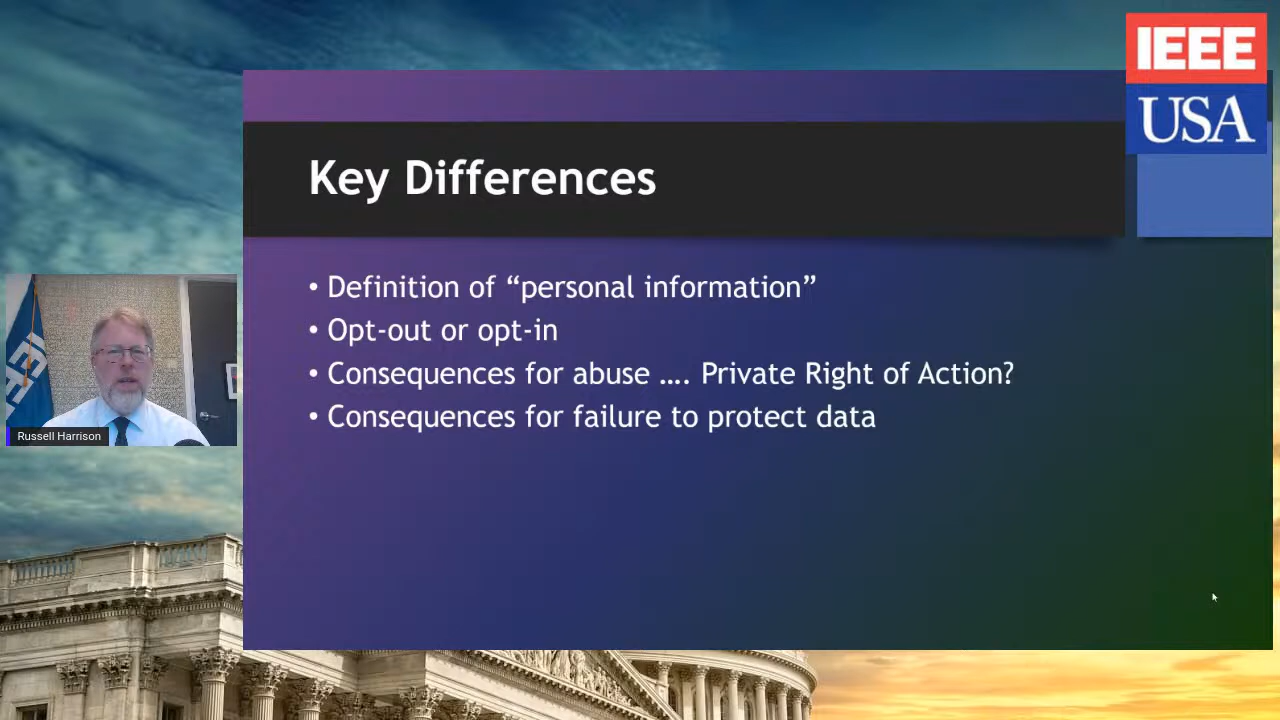 IEEE
USA
Key Differences
• Definition of “personal information”
• Opt-out or opt-in
• Consequences for abuse …. Private Right of Action?
• Consequences for failure to protect data
Russell Harrison